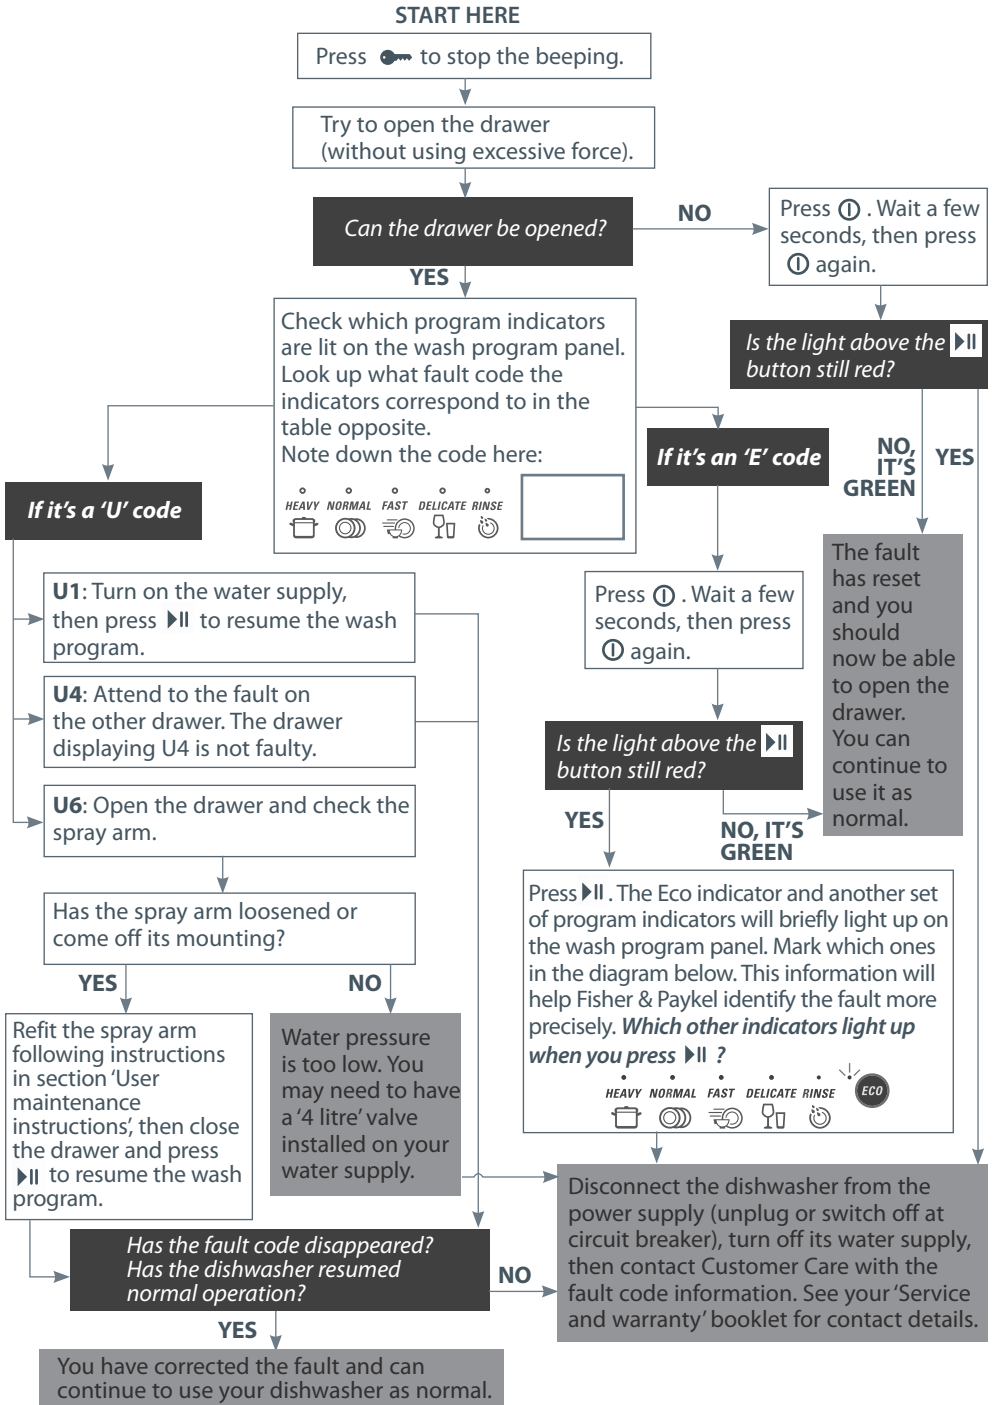 START HERE
Press to stop the beeping.
Try to open the drawer
(without using excessive force).
Can the drawer be opened?
NO
Press . Wait a few
seconds, then press
again.
YES
Is the light above the
button still red?
Check which program indicators
are lit on the wash program panel.
Look up what fault code the
indicators correspond to in the
table opposite.
Note down the code here:
HEAVY NORMAL FAST DELICATE RINSE
If it's a 'U' code
If it's an 'E' code
NO,
IT'S
GREEN
YES
The fault
has reset
and you
should
now be able
to open the
drawer.
You can
continue to
use it as
normal.
U1: Turn on the water supply,
then press to resume the wash
program.
U4: Attend to the fault on
the other drawer. The drawer
displaying U4 is not faulty.
U6: Open the drawer and check the
spray arm.
Press . Wait a few
seconds, then press
again.
Is the light above the
button still red?
YES
NO, IT'S
GREEN
Has the spray arm loosened or
come off its mounting?
YES
NO
Refit the spray arm
following instructions
in section 'User
maintenance
instructions', then close
the drawer and press
to resume the wash
program.
Water pressure
is too low. You
may need to have
a '4 litre' valve
installed on your
water supply.
Press . The Eco indicator and another set
of program indicators will briefly light up on
the wash program panel. Mark which ones
in the diagram below. This information will
help Fisher & Paykel identify the fault more
precisely. Which other indicators light up
when you press ?
HEAVY NORMAL FAST DELICATE RINSE
ECO
Disconnect the dishwasher from the
power supply (unplug or switch off at
circuit breaker), turn off its water supply,
then contact Customer Care with the
fault code information. See your 'Service
and warranty' booklet for contact details.
Has the fault code disappeared?
Has the dishwasher resumed
normal operation?
NO
YES
You have corrected the fault and can
continue to use your dishwasher as normal.